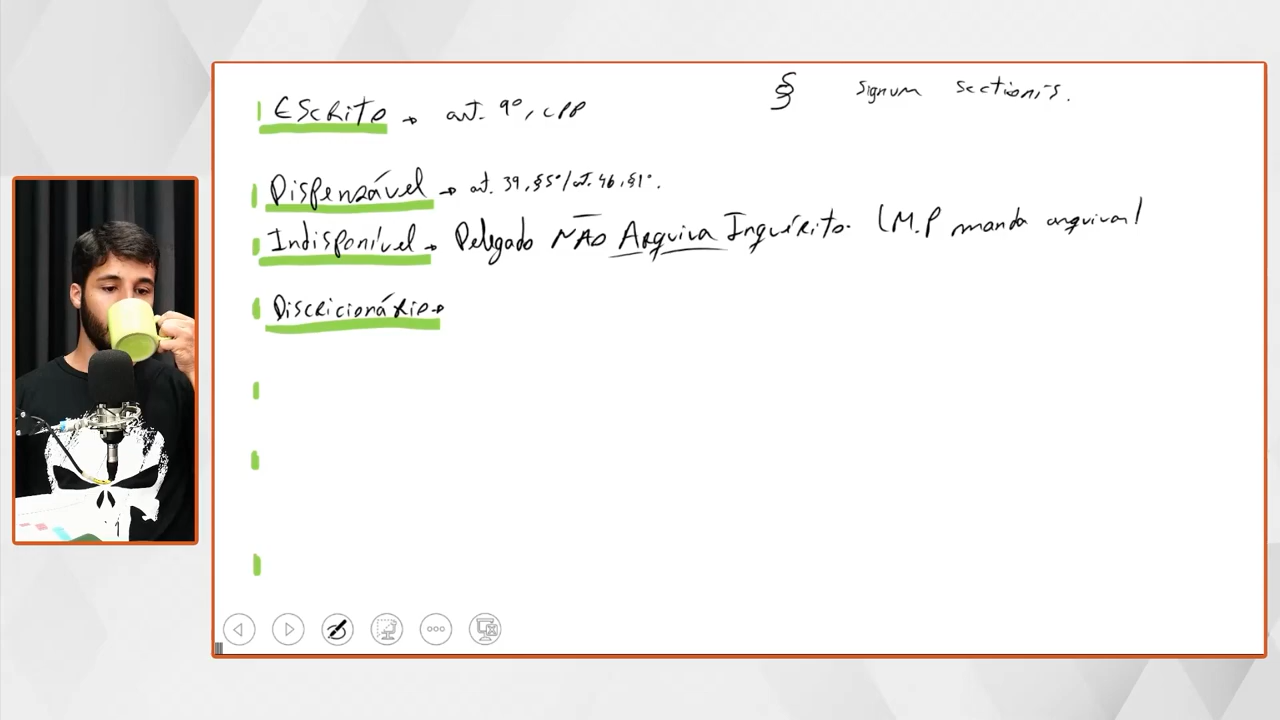 § signum sectionis.
Escrito → art. 9º, CPP
Dispensável → art. 39, §5º/art. 46, §1º.
Indisponível → Delegado NÃO Arquiva Inquérito. (M.P manda arquivar)
Discricionário →